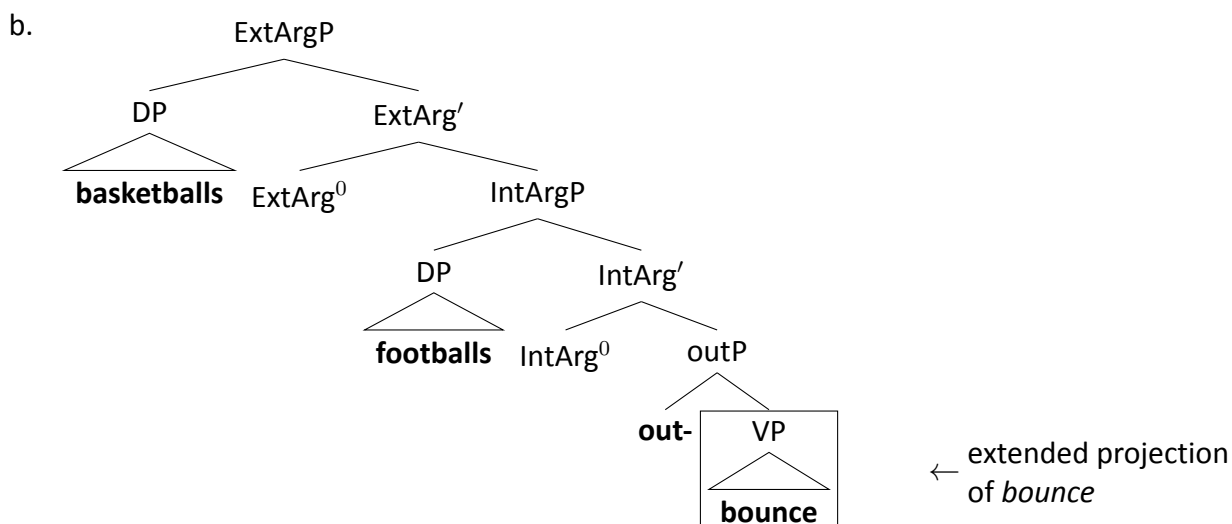 b.
ExtArgP
DP ExtArg′
basketballs ExtArg⁰ IntArgP
DP IntArg′
footballs IntArg⁰ outP
out- VP
← extended projection
of bounce
bounce